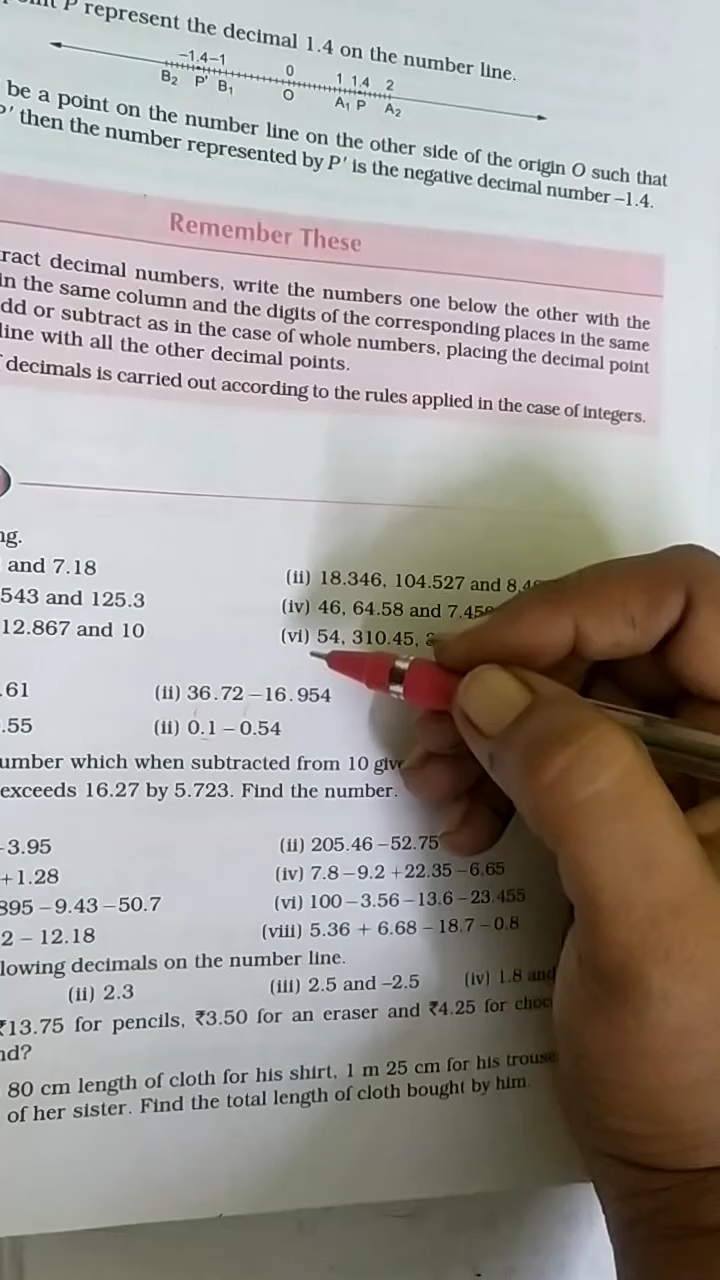 P represent the decimal 1.4 on the number line.
−1.4 −1 0 1 1.4 2
B2 P′ B1 O A1 P A2
be a point on the number line on the other side of the origin O such that
P′ then the number represented by P′ is the negative decimal number −1.4.
Remember These
decimal numbers, write the numbers one below the other with the
in the same column and the digits of the corresponding places in the same
or subtract as in the case of whole numbers, placing the decimal point
with all the other decimal points.
decimals is carried out according to the rules applied in the case of integers.
and 7.18
(ii) 18.346, 104.527 and
543 and 125.3
(iv) 46, 64.58 and
12.867 and 10
(vi) 54, 310.45,
.61
(ii) 36.72 − 16.954
.55
(ii) 0.1 − 0.54
which when subtracted from 10
exceeds 16.27 by 5.723. Find the number.
−3.95
(ii) 205.46 − 52.75
+ 1.28
(iv) 7.8 − 9.2 + 22.35 − 6.65
895 − 9.43 − 50.7
(vi) 100 − 3.56 − 13.6 − 23.455
2 − 12.18
(viii) 5.36 + 6.68 − 18.7 − 0.8
decimals on the number line.
(ii) 2.3
(iii) 2.5 and −2.5
(iv) 1.8 and
₹13.75 for pencils, ₹3.50 for an eraser and ₹4.25 for
80 cm length of cloth for his shirt, 1 m 25 cm for his
of her sister. Find the total length of cloth bought by him.